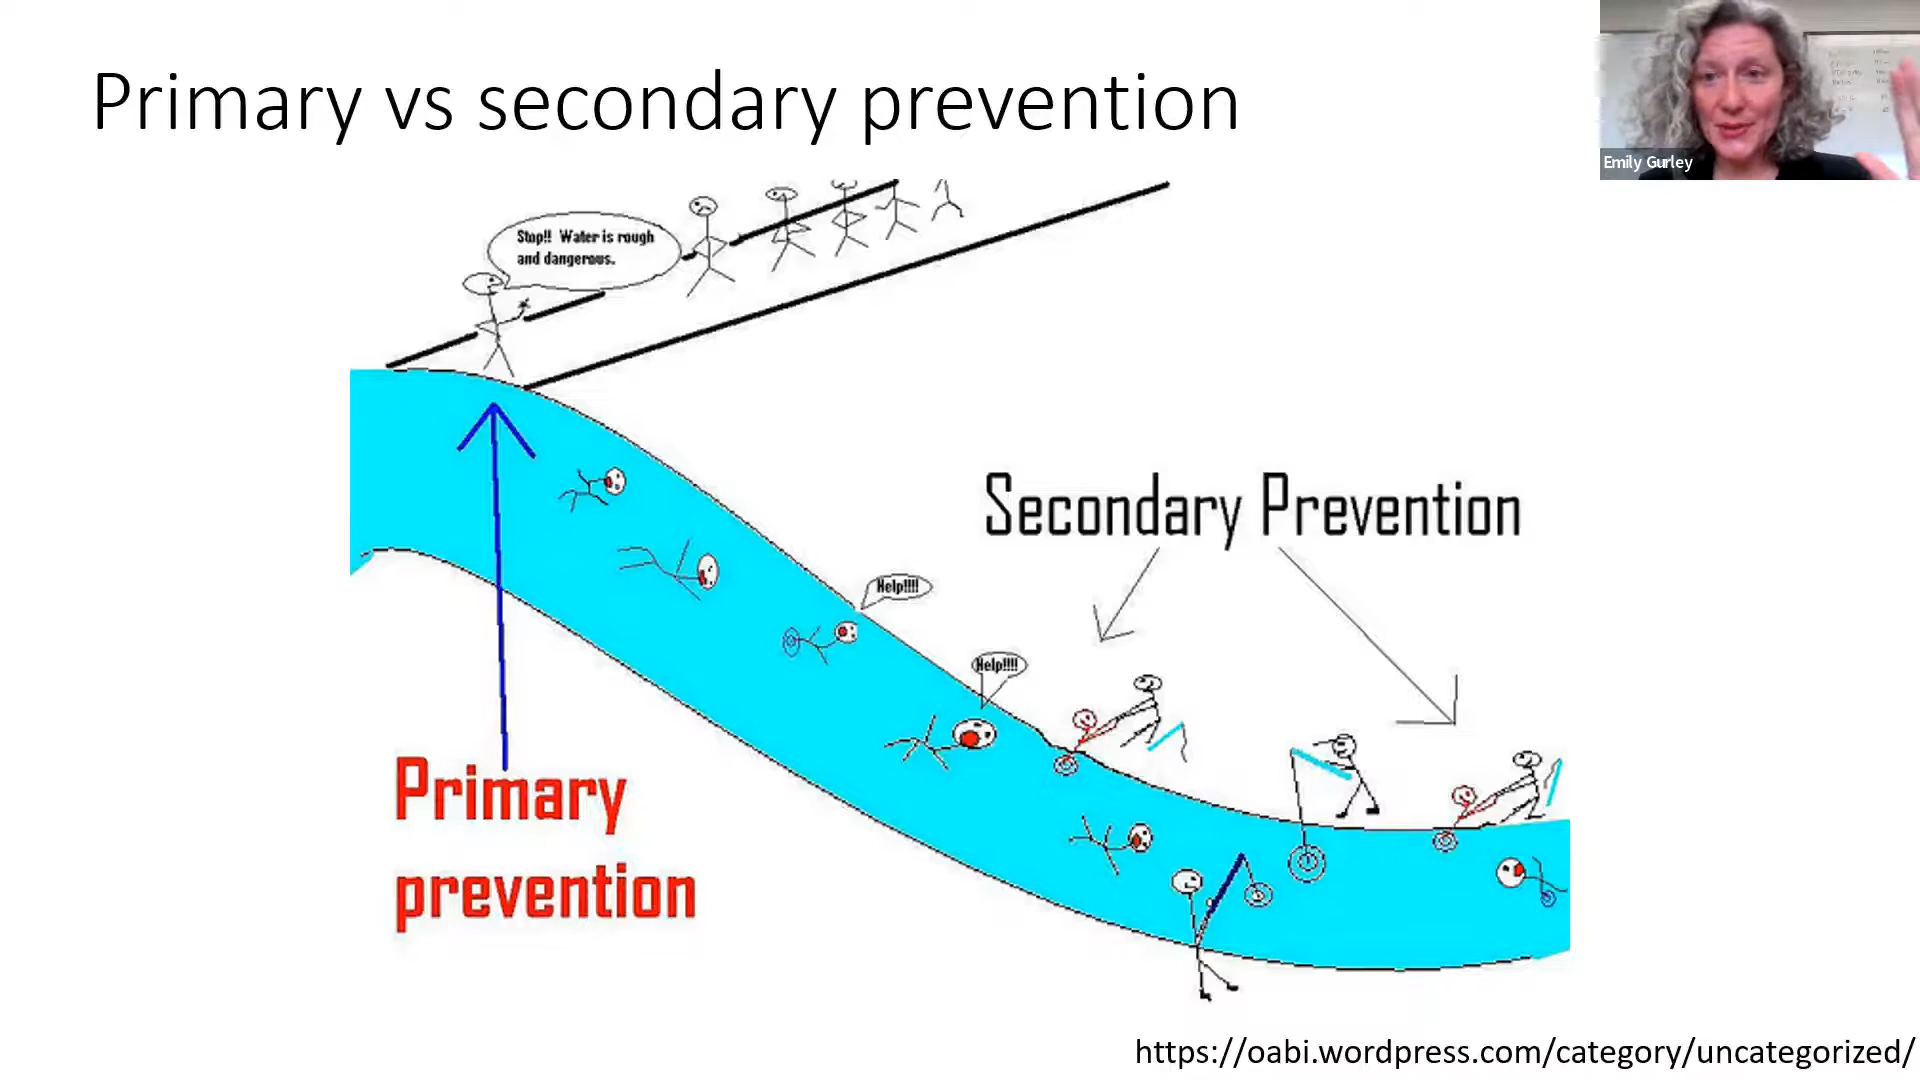 Primary vs secondary prevention
Emily Gurley
Stop!! Water is rough
and dangerous.
Secondary Prevention
Help!!!!
Help!!!!
Primary
prevention
https://oabi.wordpress.com/category/uncategorized/